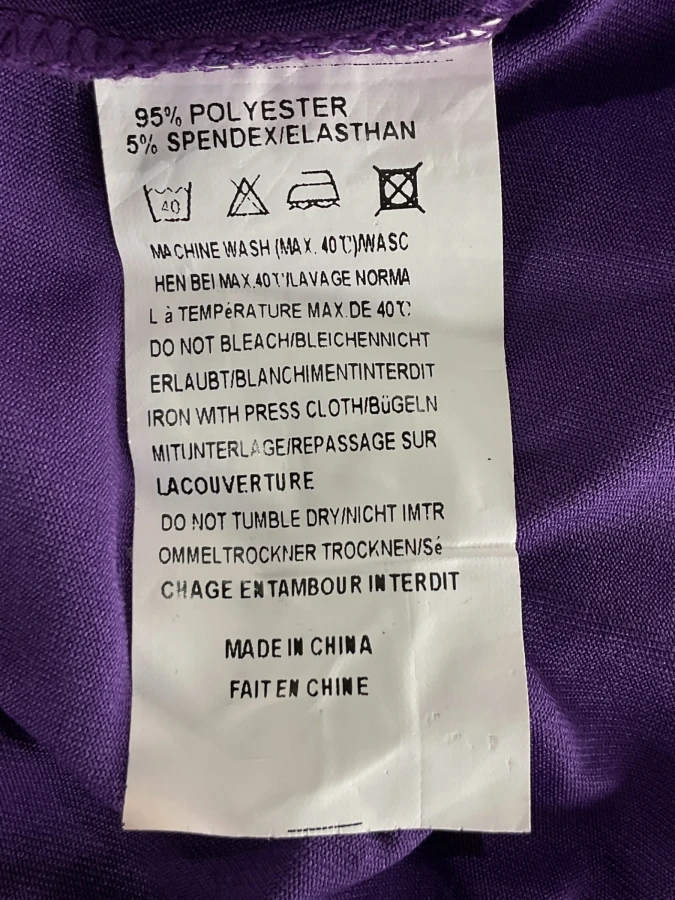 95% POLYESTER
5% SPENDEX/ELASTHAN
40
MACHINE WASH (MAX. 40℃)/WASC
HEN BEI MAX.40℃/LAVAGE NORMA
L à TEMPéRATURE MAX.DE 40℃
DO NOT BLEACH/BLEICHENNICHT
ERLAUBT/BLANCHIMENTINTERDIT
IRON WITH PRESS CLOTH/BüGELN
MITUNTERLAGE/REPASSAGE SUR
LACOUVERTURE
DO NOT TUMBLE DRY/NICHT IMTR
OMMELTROCKNER TROCKNEN/Sé
CHAGE ENTAMBOUR INTERDIT
MADE IN CHINA
FAIT EN CHINE